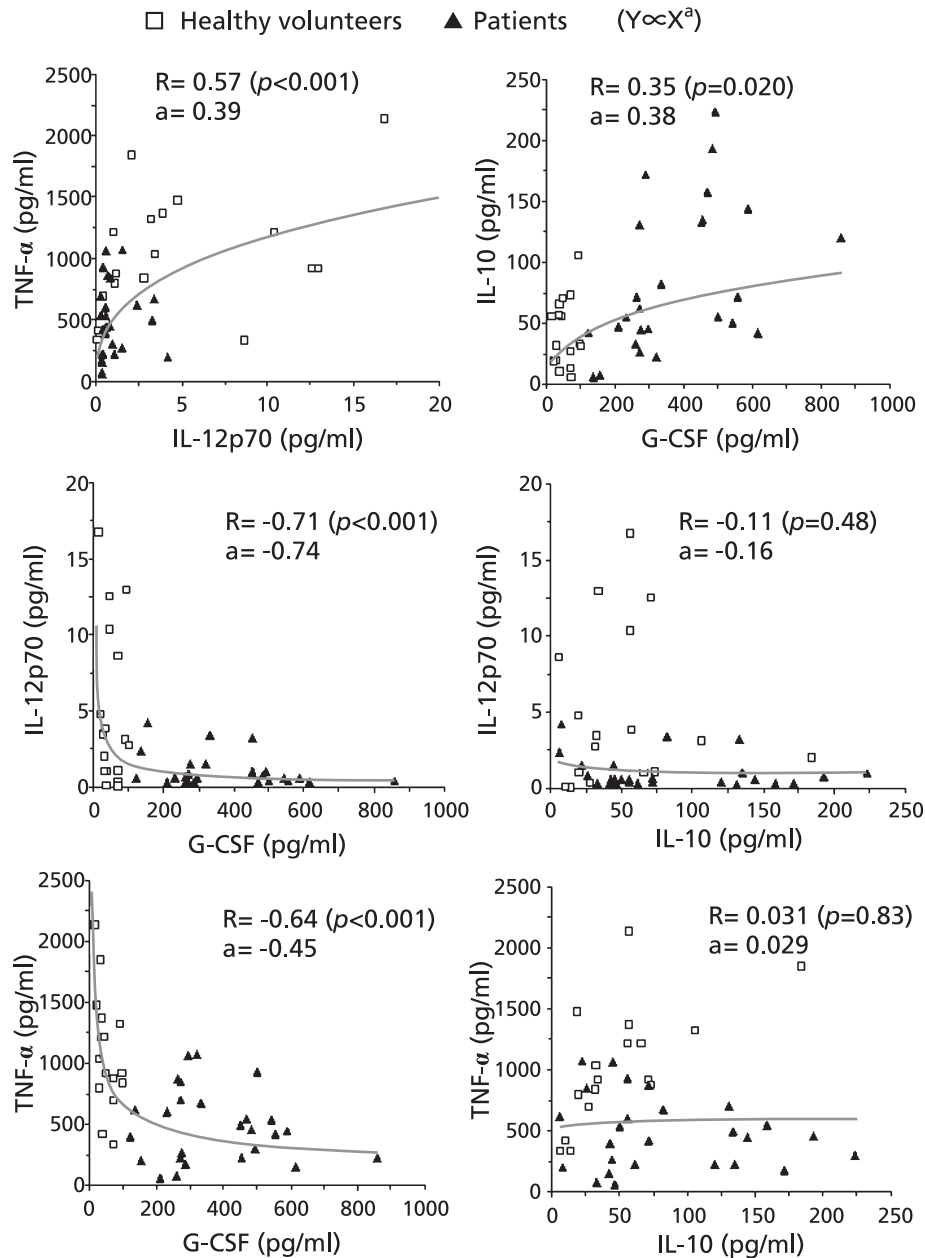 Healthy volunteers Patients (Y∝Xᵃ)
R= 0.57 (p<0.001)
a= 0.39
TNF-α (pg/ml)
2500
2000
1500
1000
500
0
0 5 10 15 20
IL-12p70 (pg/ml)
R= 0.35 (p=0.020)
a= 0.38
IL-10 (pg/ml)
250
200
150
100
50
0
0 200 400 600 800 1000
G-CSF (pg/ml)
R= -0.71 (p<0.001)
a= -0.74
IL-12p70 (pg/ml)
20
15
10
5
0
0 200 400 600 800 1000
G-CSF (pg/ml)
R= -0.11 (p=0.48)
a= -0.16
IL-12p70 (pg/ml)
20
15
10
5
0
0 50 100 150 200 250
IL-10 (pg/ml)
R= -0.64 (p<0.001)
a= -0.45
TNF-α (pg/ml)
2500
2000
1500
1000
500
0
0 200 400 600 800 1000
G-CSF (pg/ml)
R= 0.031 (p=0.83)
a= 0.029
TNF-α (pg/ml)
2500
2000
1500
1000
500
0
0 50 100 150 200 250
IL-10 (pg/ml)